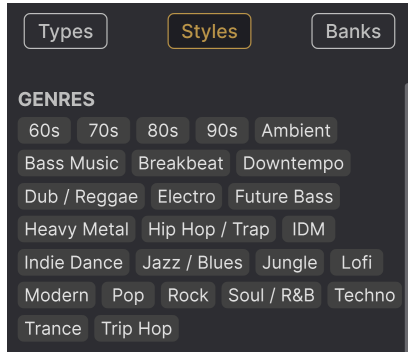 Types Styles Banks
GENRES
60s 70s 80s 90s Ambient
Bass Music Breakbeat Downtempo
Dub / Reggae Electro Future Bass
Heavy Metal Hip Hop / Trap IDM
Indie Dance Jazz / Blues Jungle Lofi
Modern Pop Rock Soul / R&B Techno
Trance Trip Hop